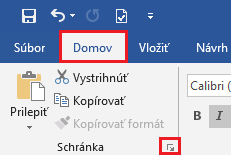 Súbor Domov Vložiť Návrh
Vystrihnúť
Kopírovať
Kopírovať formát
Prilepiť
Schránka
Calibri (
B I